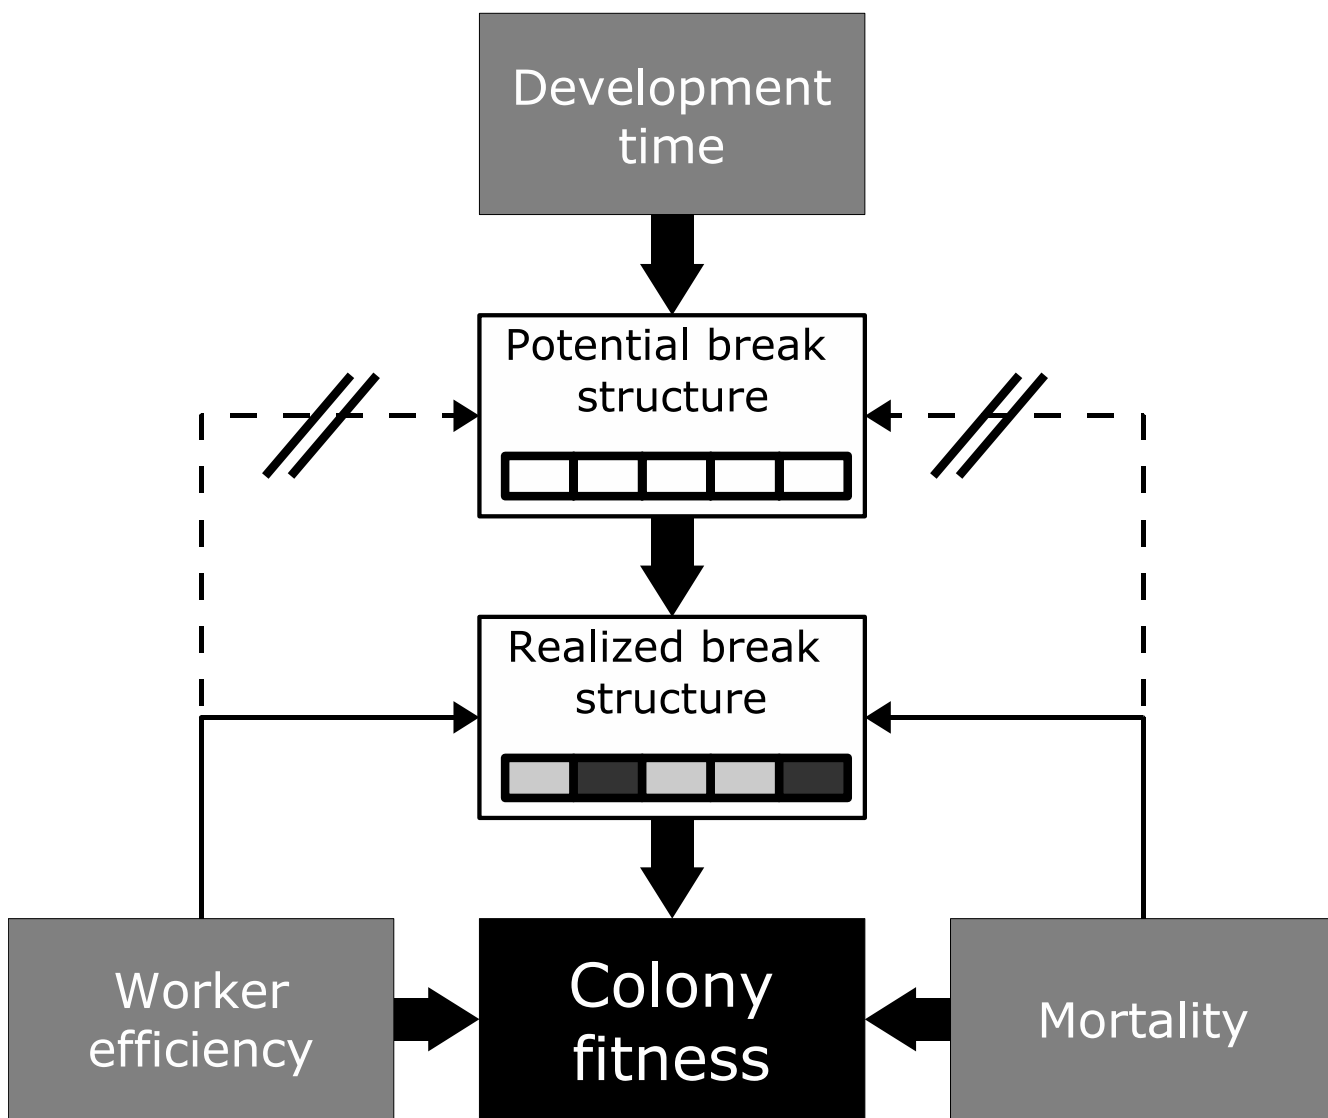 Development
time
Potential break
structure
Realized break
structure
Worker
efficiency
Colony
fitness
Mortality